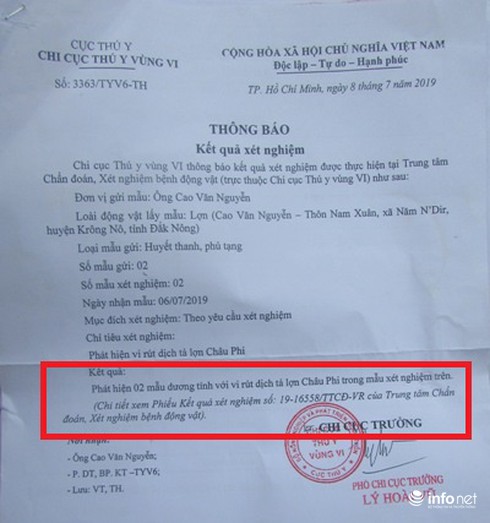 CỤC THÚ Y
CHI CỤC THÚ Y VÙNG VI
Số: 3363/TYV6-TH
CỘNG HÒA XÃ HỘI CHỦ NGHĨA VIỆT NAM
Độc lập – Tự do – Hạnh phúc
TP. Hồ Chí Minh, ngày 8 tháng 7 năm 2019
THÔNG BÁO
Kết quả xét nghiệm
Chi cục Thú y vùng VI thông báo kết quả xét nghiệm được thực hiện tại Trung tâm
Chẩn đoán, Xét nghiệm bệnh động vật (trực thuộc Chi cục Thú y vùng VI) như sau:
Đơn vị gửi mẫu: Ông Cao Văn Nguyễn
Loài động vật lấy mẫu: Lợn (Cao Văn Nguyễn – Thôn Nam Xuân, xã Năm N'Dir,
huyện Krông Nô, tỉnh Đắk Nông)
Loại mẫu gửi: Huyết thanh, phủ tạng
Số mẫu gửi: 02
Số mẫu xét nghiệm: 02
Ngày nhận mẫu: 06/07/2019
Mục đích xét nghiệm: Theo yêu cầu xét nghiệm
Chỉ tiêu xét nghiệm:
Phát hiện vi rút dịch tả lợn Châu Phi
Kết quả:
Phát hiện 02 mẫu dương tính với vi rút dịch tả lợn Châu Phi trong mẫu xét nghiệm trên.
(Chi tiết xem Phiếu Kết quả xét nghiệm số: 19-16558/TTCĐ-VR của Trung tâm Chẩn
đoán, Xét nghiệm bệnh động vật).
Nơi nhận:
- Ông Cao Văn Nguyễn;
- P. DT, BP. KT –TYV6;
- Lưu: VT, TH.
CHI CỤC TRƯỞNG
THÚ Y
VÙNG VI
CỤC THÚ Y
PHÓ CHI CỤC TRƯỞNG
LÝ HOÀI
infonet